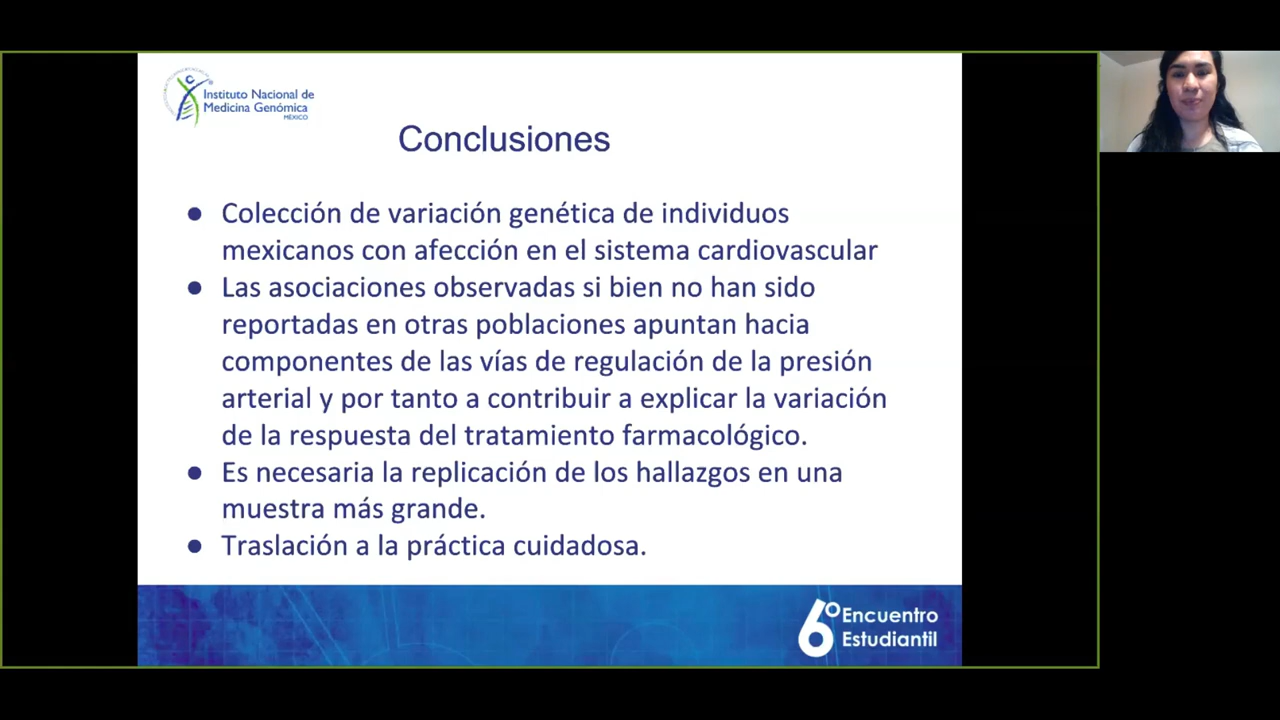 Instituto Nacional de
Medicina Genómica
MÉXICO
Conclusiones
● Colección de variación genética de individuos
mexicanos con afección en el sistema cardiovascular
● Las asociaciones observadas si bien no han sido
reportadas en otras poblaciones apuntan hacia
componentes de las vías de regulación de la presión
arterial y por tanto a contribuir a explicar la variación
de la respuesta del tratamiento farmacológico.
● Es necesaria la replicación de los hallazgos en una
muestra más grande.
● Traslación a la práctica cuidadosa.
6º Encuentro
Estudiantil